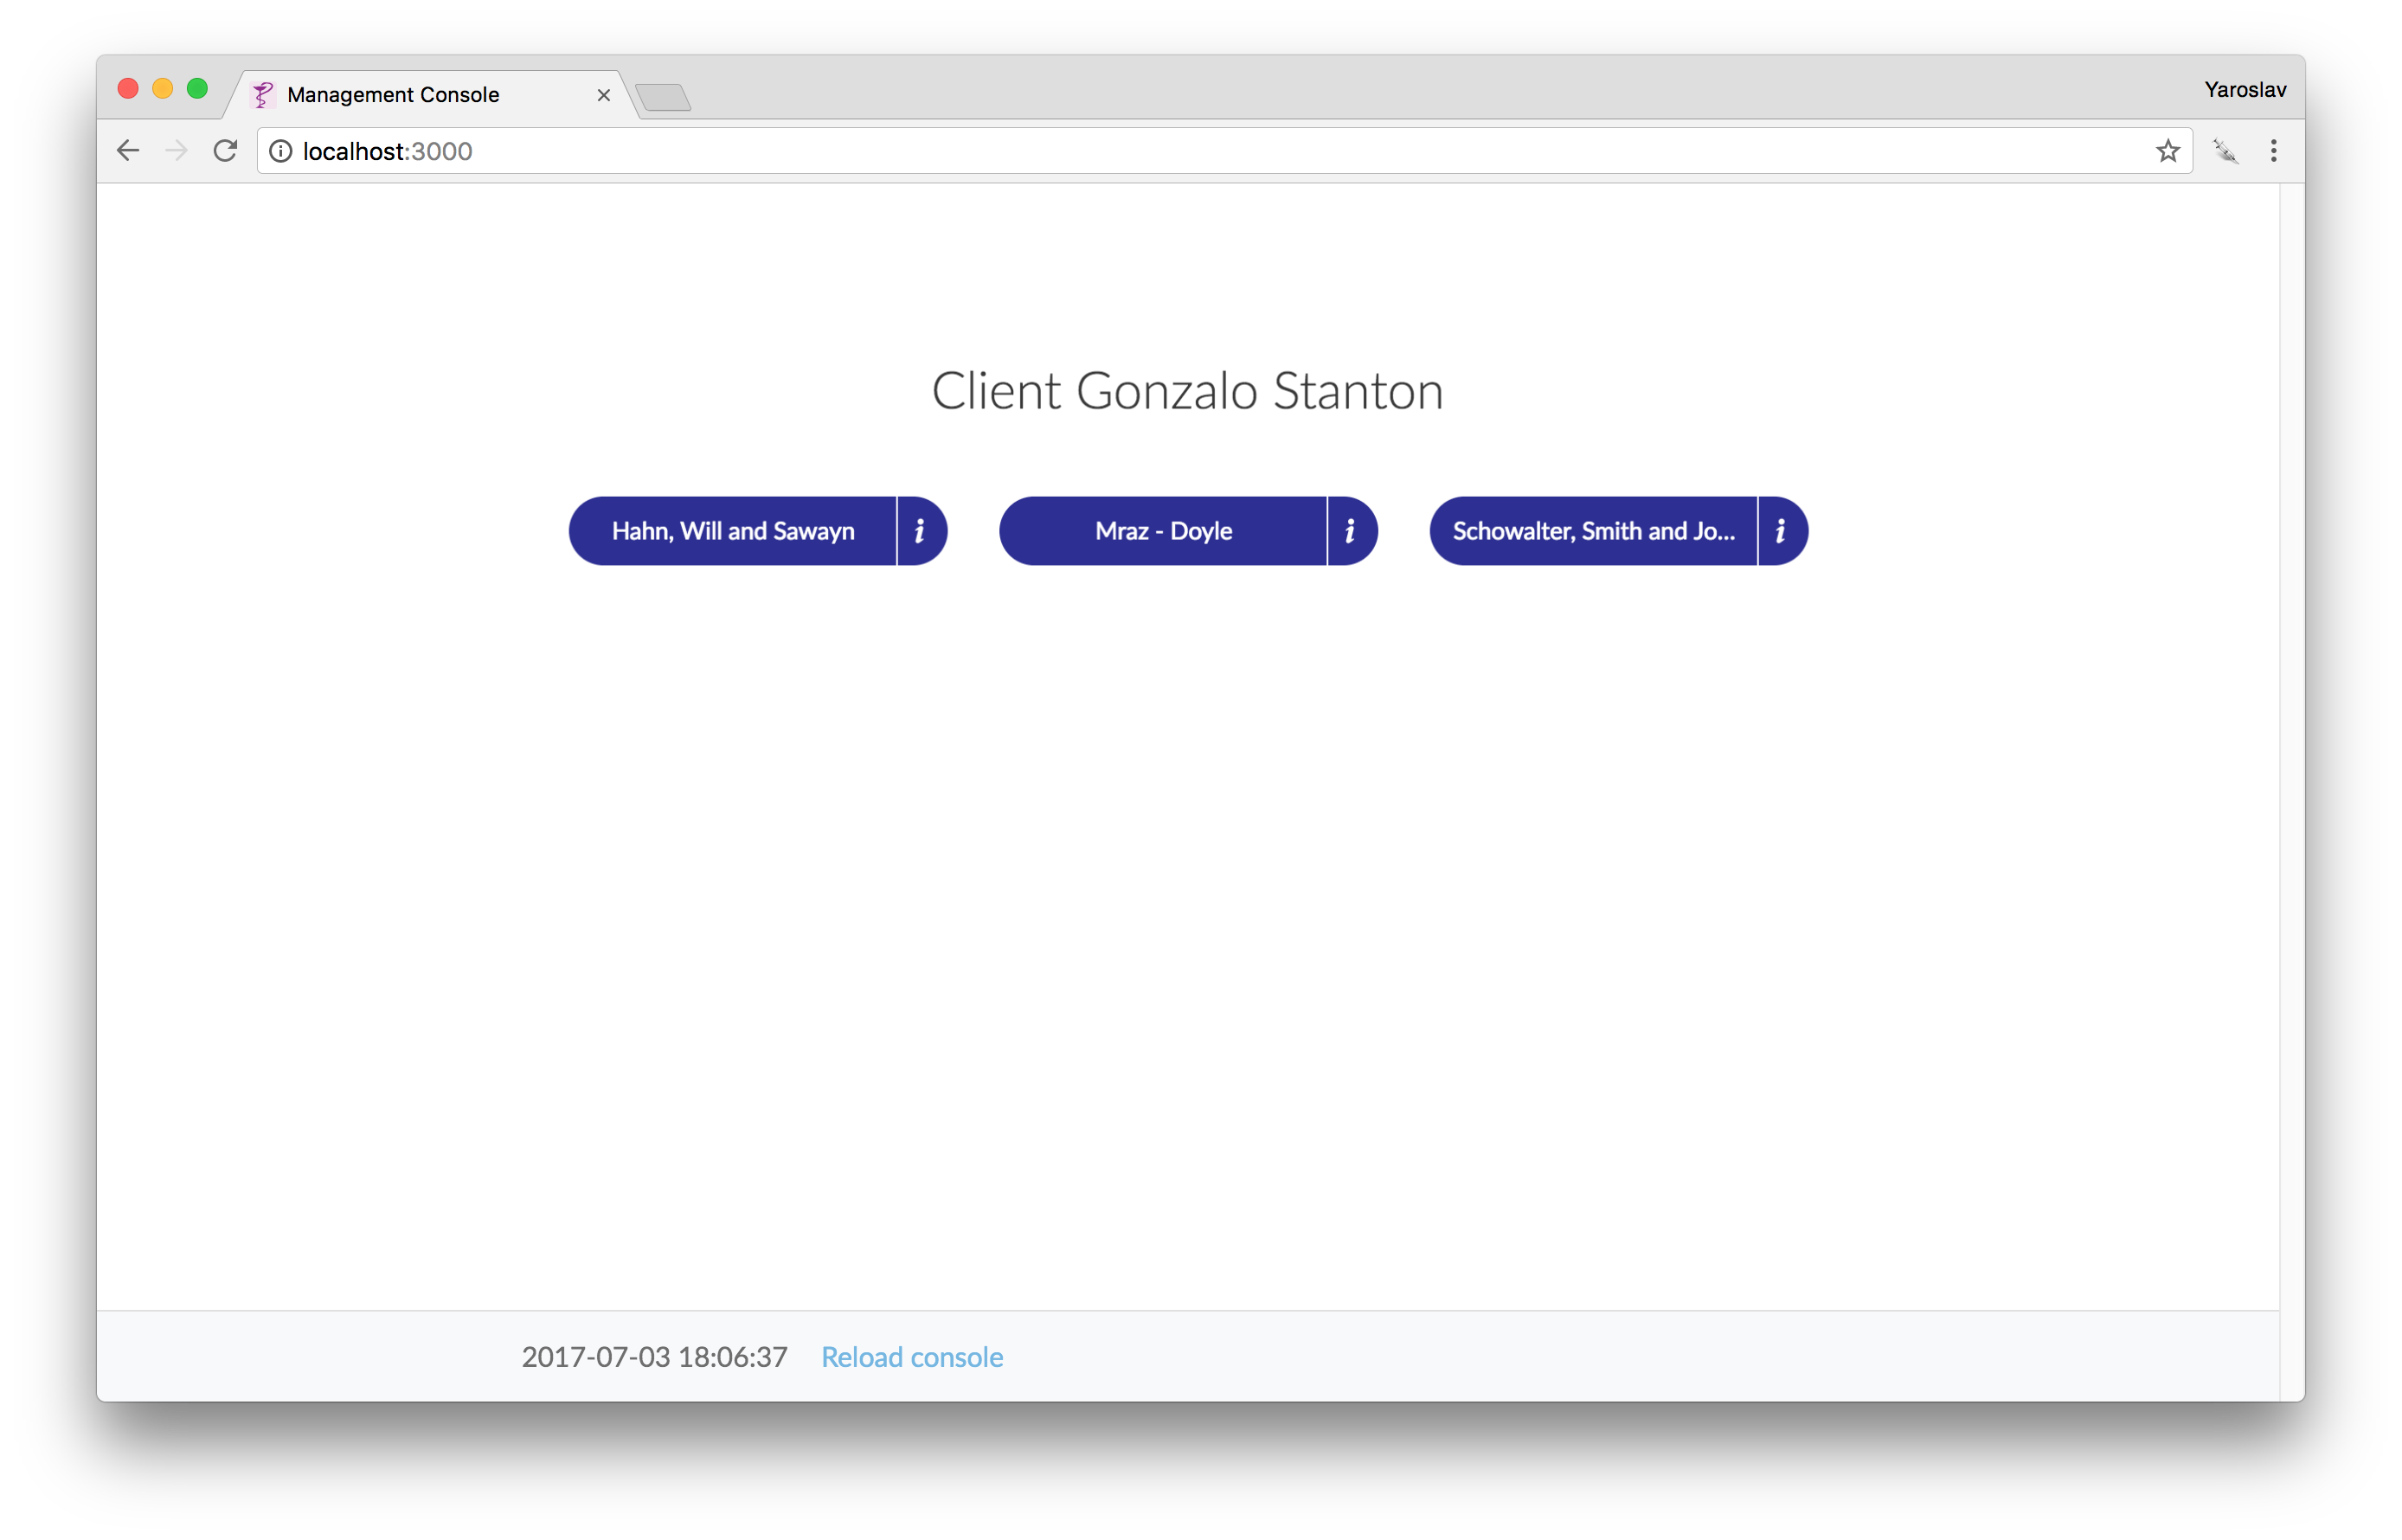 Management Console
Yaroslav
localhost:3000
Client Gonzalo Stanton
Hahn, Will and Sawayn i
Mraz - Doyle i
Schowalter, Smith and Jo... i
2017-07-03 18:06:37 Reload console